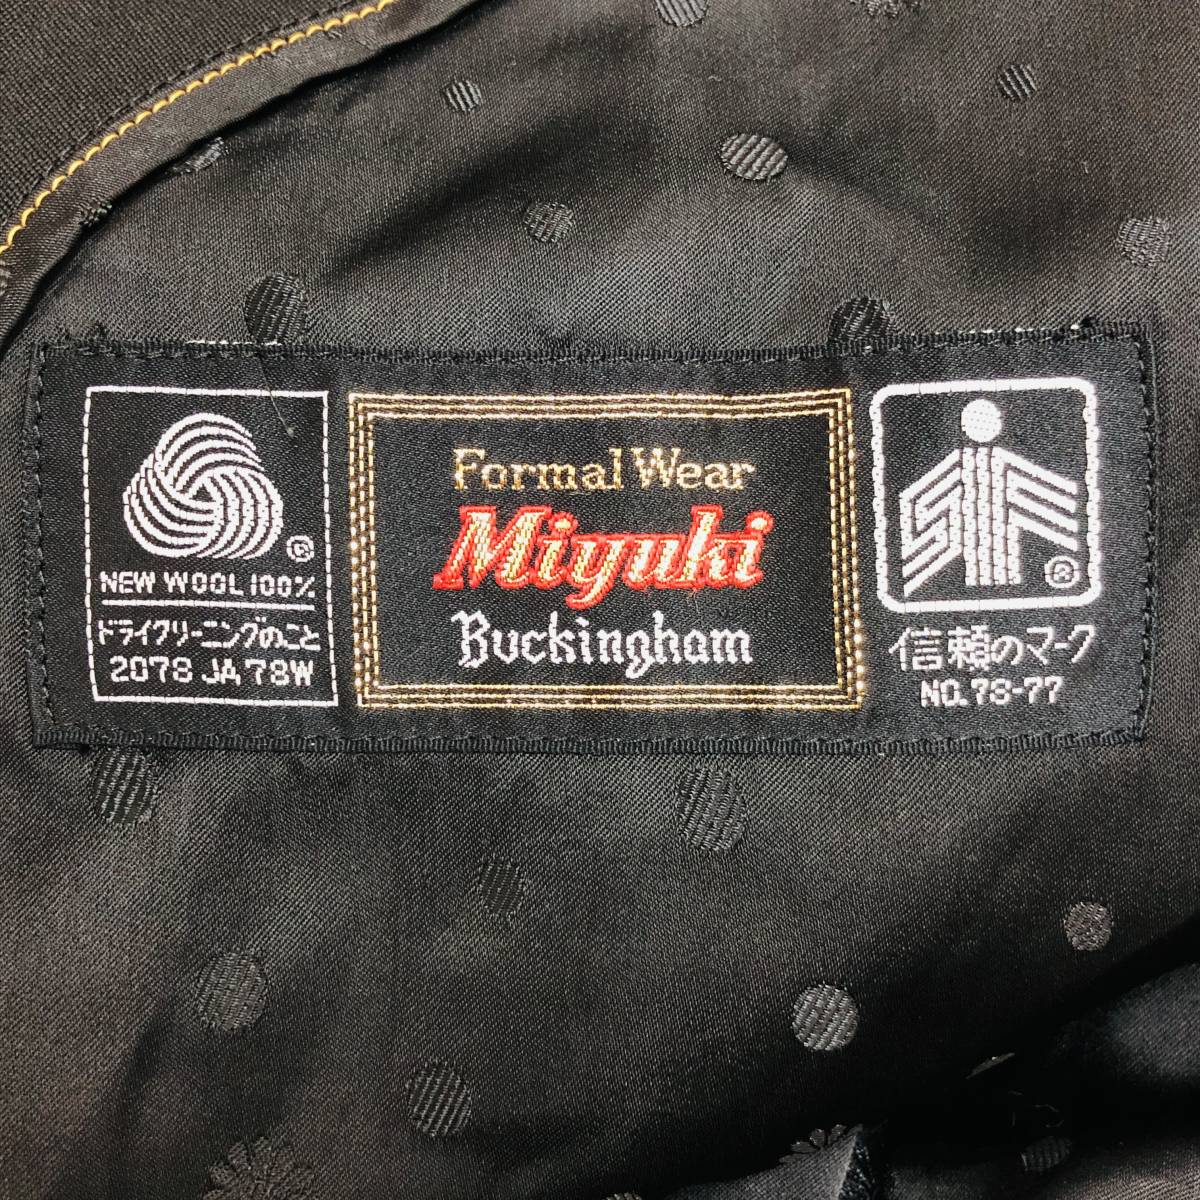 ®
NEW WOOL 100%
ドライクリーニングのこと
2078 JA 78W
Formal Wear
Miyuki
Buckingham
SIF
®
信頼のマーク
NO.78-77